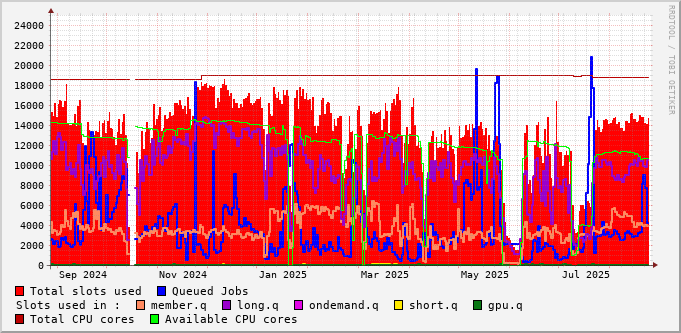 24000
22000
20000
18000
16000
14000
12000
10000
8000
6000
4000
2000
0
Sep 2024 Nov 2024 Jan 2025 Mar 2025 May 2025 Jul 2025
RRDTOOL / TOBI OETIKER
Total slots used Queued Jobs
Slots used in : member.q long.q ondemand.q short.q gpu.q
Total CPU cores Available CPU cores